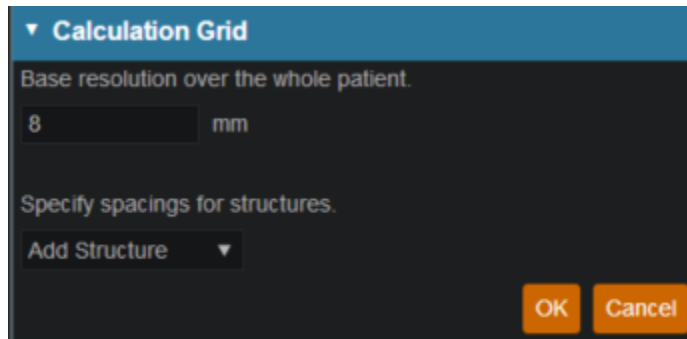 Calculation Grid
Base resolution over the whole patient.
8 mm
Specify spacings for structures.
Add Structure
OK Cancel